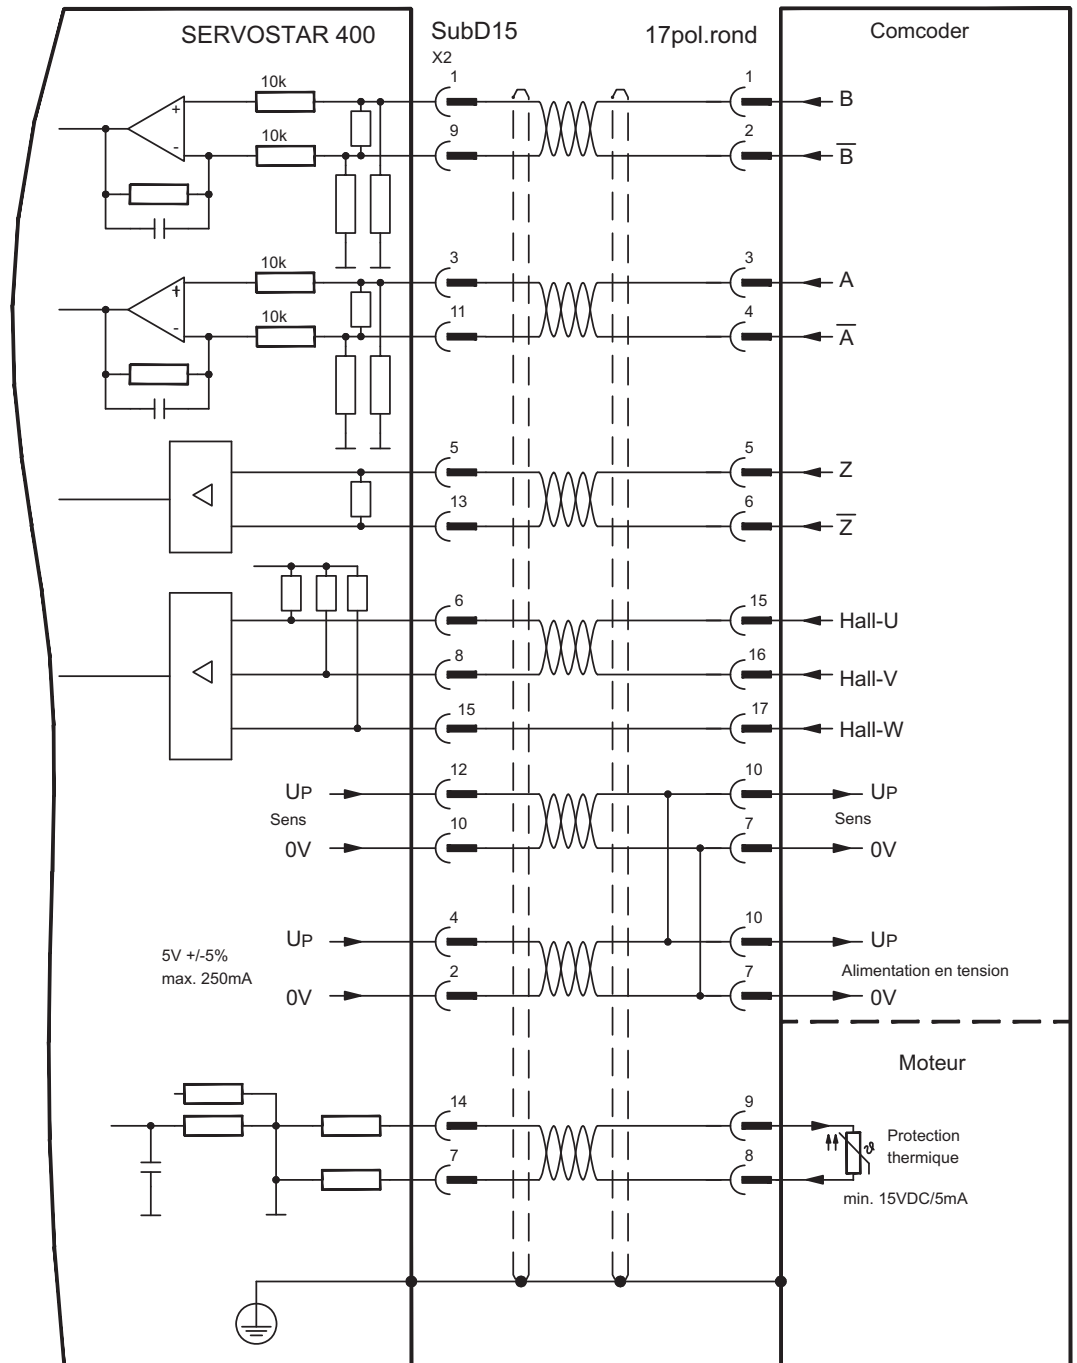 SERVOSTAR 400 SubD15 17pol.rond Comcoder
X2
10k 1 1 B
+
10k 9 2 B̅
-
10k 3 3 A
+
10k 11 4 A̅
-
5 5 Z
13 6 Z̅
6 15 Hall-U
8 16 Hall-V
15 17 Hall-W
UP 12 10 UP
Sens Sens
0V 10 7 0V
UP 4 10 UP
5V +/-5%
max. 250mA
Alimentation en tension
0V 2 7 0V
Moteur
14 9
Protection
thermique
ϑ
7 8
min. 15VDC/5mA